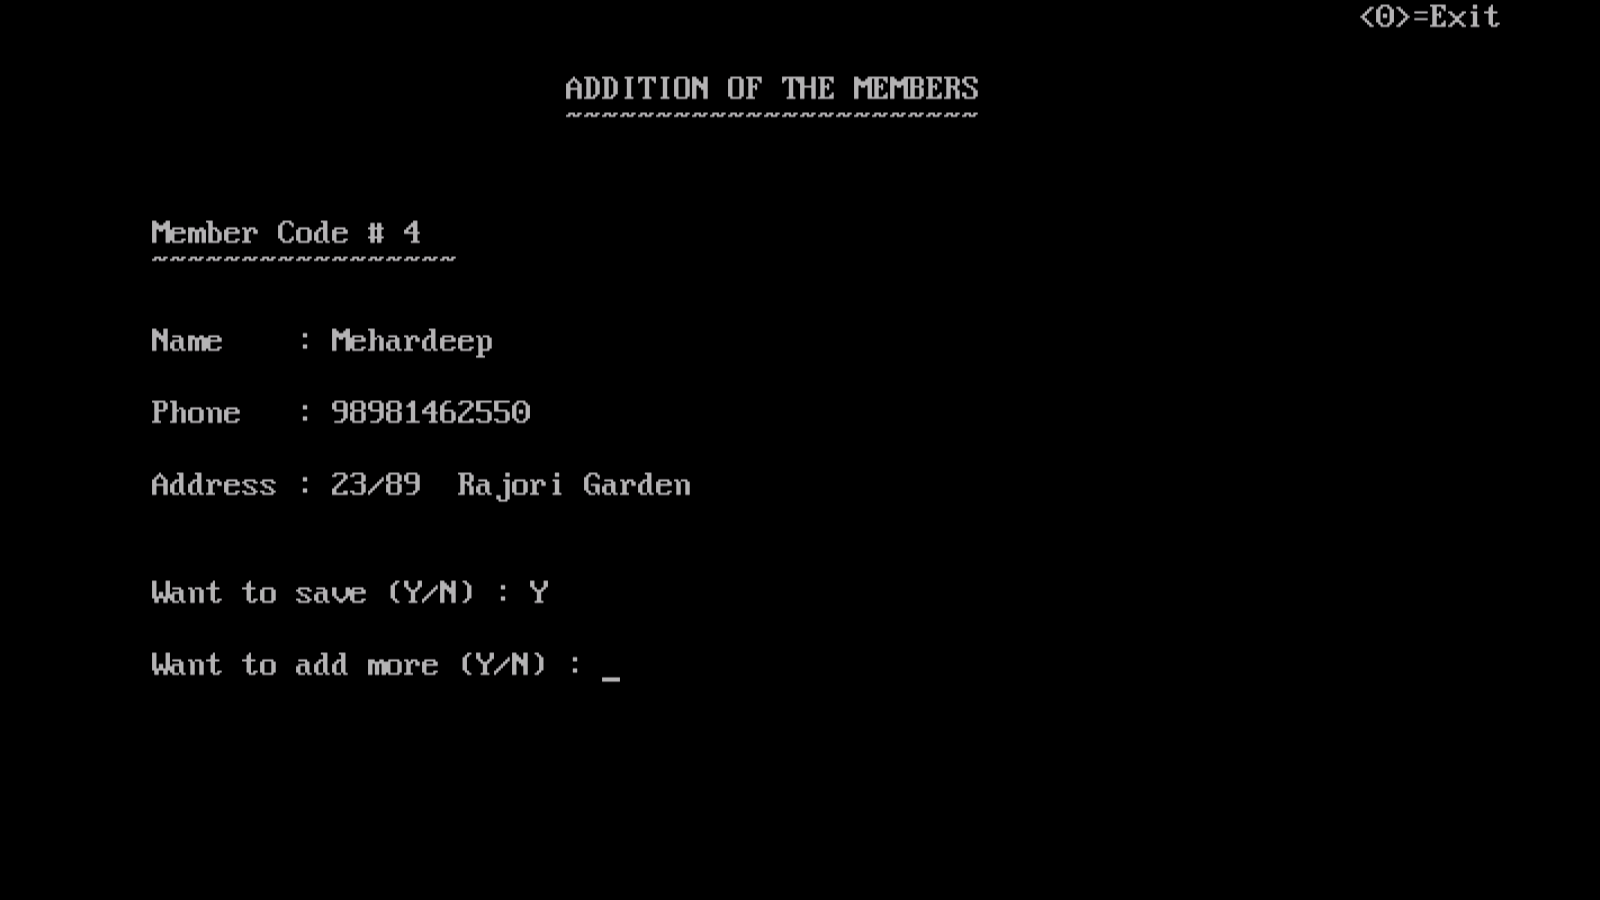 <0>=Exit
ADDITION OF THE MEMBERS
~~~~~~~~~~~~~~~~~~~~~~~
Member Code # 4
~~~~~~~~~~~~~~~~~
Name    : Mehardeep
Phone   : 98981462550
Address : 23/89  Rajori Garden
Want to save (Y/N) : Y
Want to add more (Y/N) : _